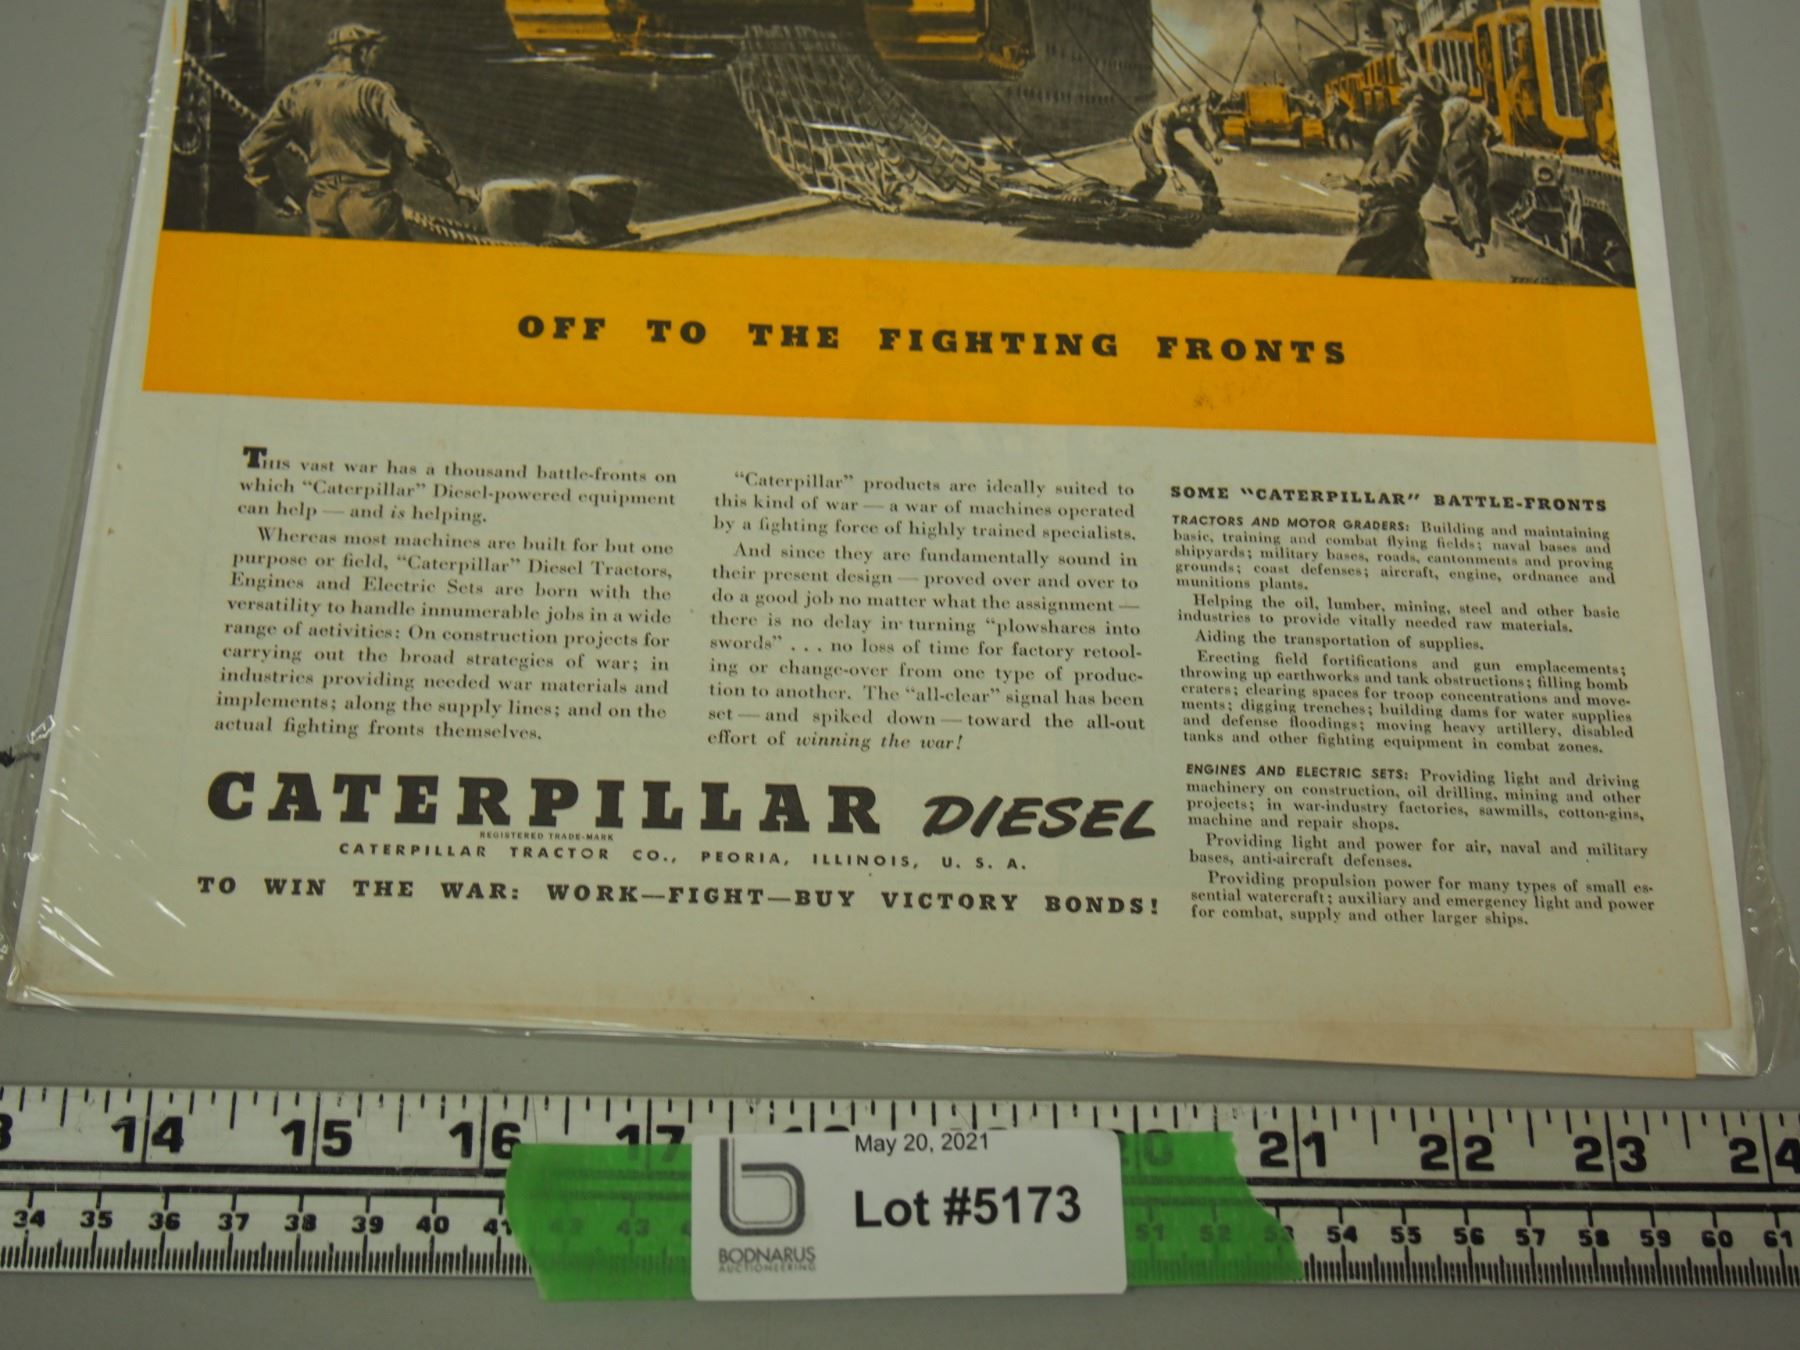 OFF TO THE FIGHTING FRONTS
THIS vast war has a thousand battle-fronts on
which "Caterpillar" Diesel-powered equipment
can help — and is helping.
Whereas most machines are built for but one
purpose or field, "Caterpillar" Diesel Tractors,
Engines and Electric Sets are born with the
versatility to handle innumerable jobs in a wide
range of activities: On construction projects for
carrying out the broad strategies of war; in
industries providing needed war materials and
implements; along the supply lines; and on the
actual fighting fronts themselves.
"Caterpillar" products are ideally suited to
this kind of war — a war of machines operated
by a fighting force of highly trained specialists.
And since they are fundamentally sound in
their present design — proved over and over to
do a good job no matter what the assignment —
there is no delay in turning "plowshares into
swords" . . . no loss of time for factory retool-
ing or change-over from one type of produc-
tion to another. The "all-clear" signal has been
set — and spiked down — toward the all-out
effort of winning the war!
SOME "CATERPILLAR" BATTLE-FRONTS
TRACTORS AND MOTOR GRADERS: Building and maintaining
basic, training and combat flying fields; naval bases and
shipyards; military bases, roads, cantonments and proving
grounds; coast defenses; aircraft, engine, ordnance and
munitions plants.
Helping the oil, lumber, mining, steel and other basic
industries to provide vitally needed raw materials.
Aiding the transportation of supplies.
Erecting field fortifications and gun emplacements;
throwing up earthworks and tank obstructions; filling bomb
craters; clearing spaces for troop concentrations and move-
ments; digging trenches; building dams for water supplies
and defense floodings; moving heavy artillery, disabled
tanks and other fighting equipment in combat zones.
ENGINES AND ELECTRIC SETS: Providing light and driving
machinery on construction, oil drilling, mining and other
projects; in war-industry factories, sawmills, cotton-gins,
machine and repair shops.
Providing light and power for air, naval and military
bases, anti-aircraft defenses.
Providing propulsion power for many types of small es-
sential watercraft; auxiliary and emergency light and power
for combat, supply and other larger ships.
CATERPILLAR DIESEL
REGISTERED TRADE-MARK
CATERPILLAR TRACTOR CO., PEORIA, ILLINOIS, U. S. A.
TO WIN THE WAR: WORK—FIGHT—BUY VICTORY BONDS!
14 15 16 17 20 21 22 23 24
May 20, 2021
Lot #5173
BODNARUS
AUCTIONEERING
34 35 36 37 38 39 40 41 42 43 51 52 53 54 55 56 57 58 59 60 61